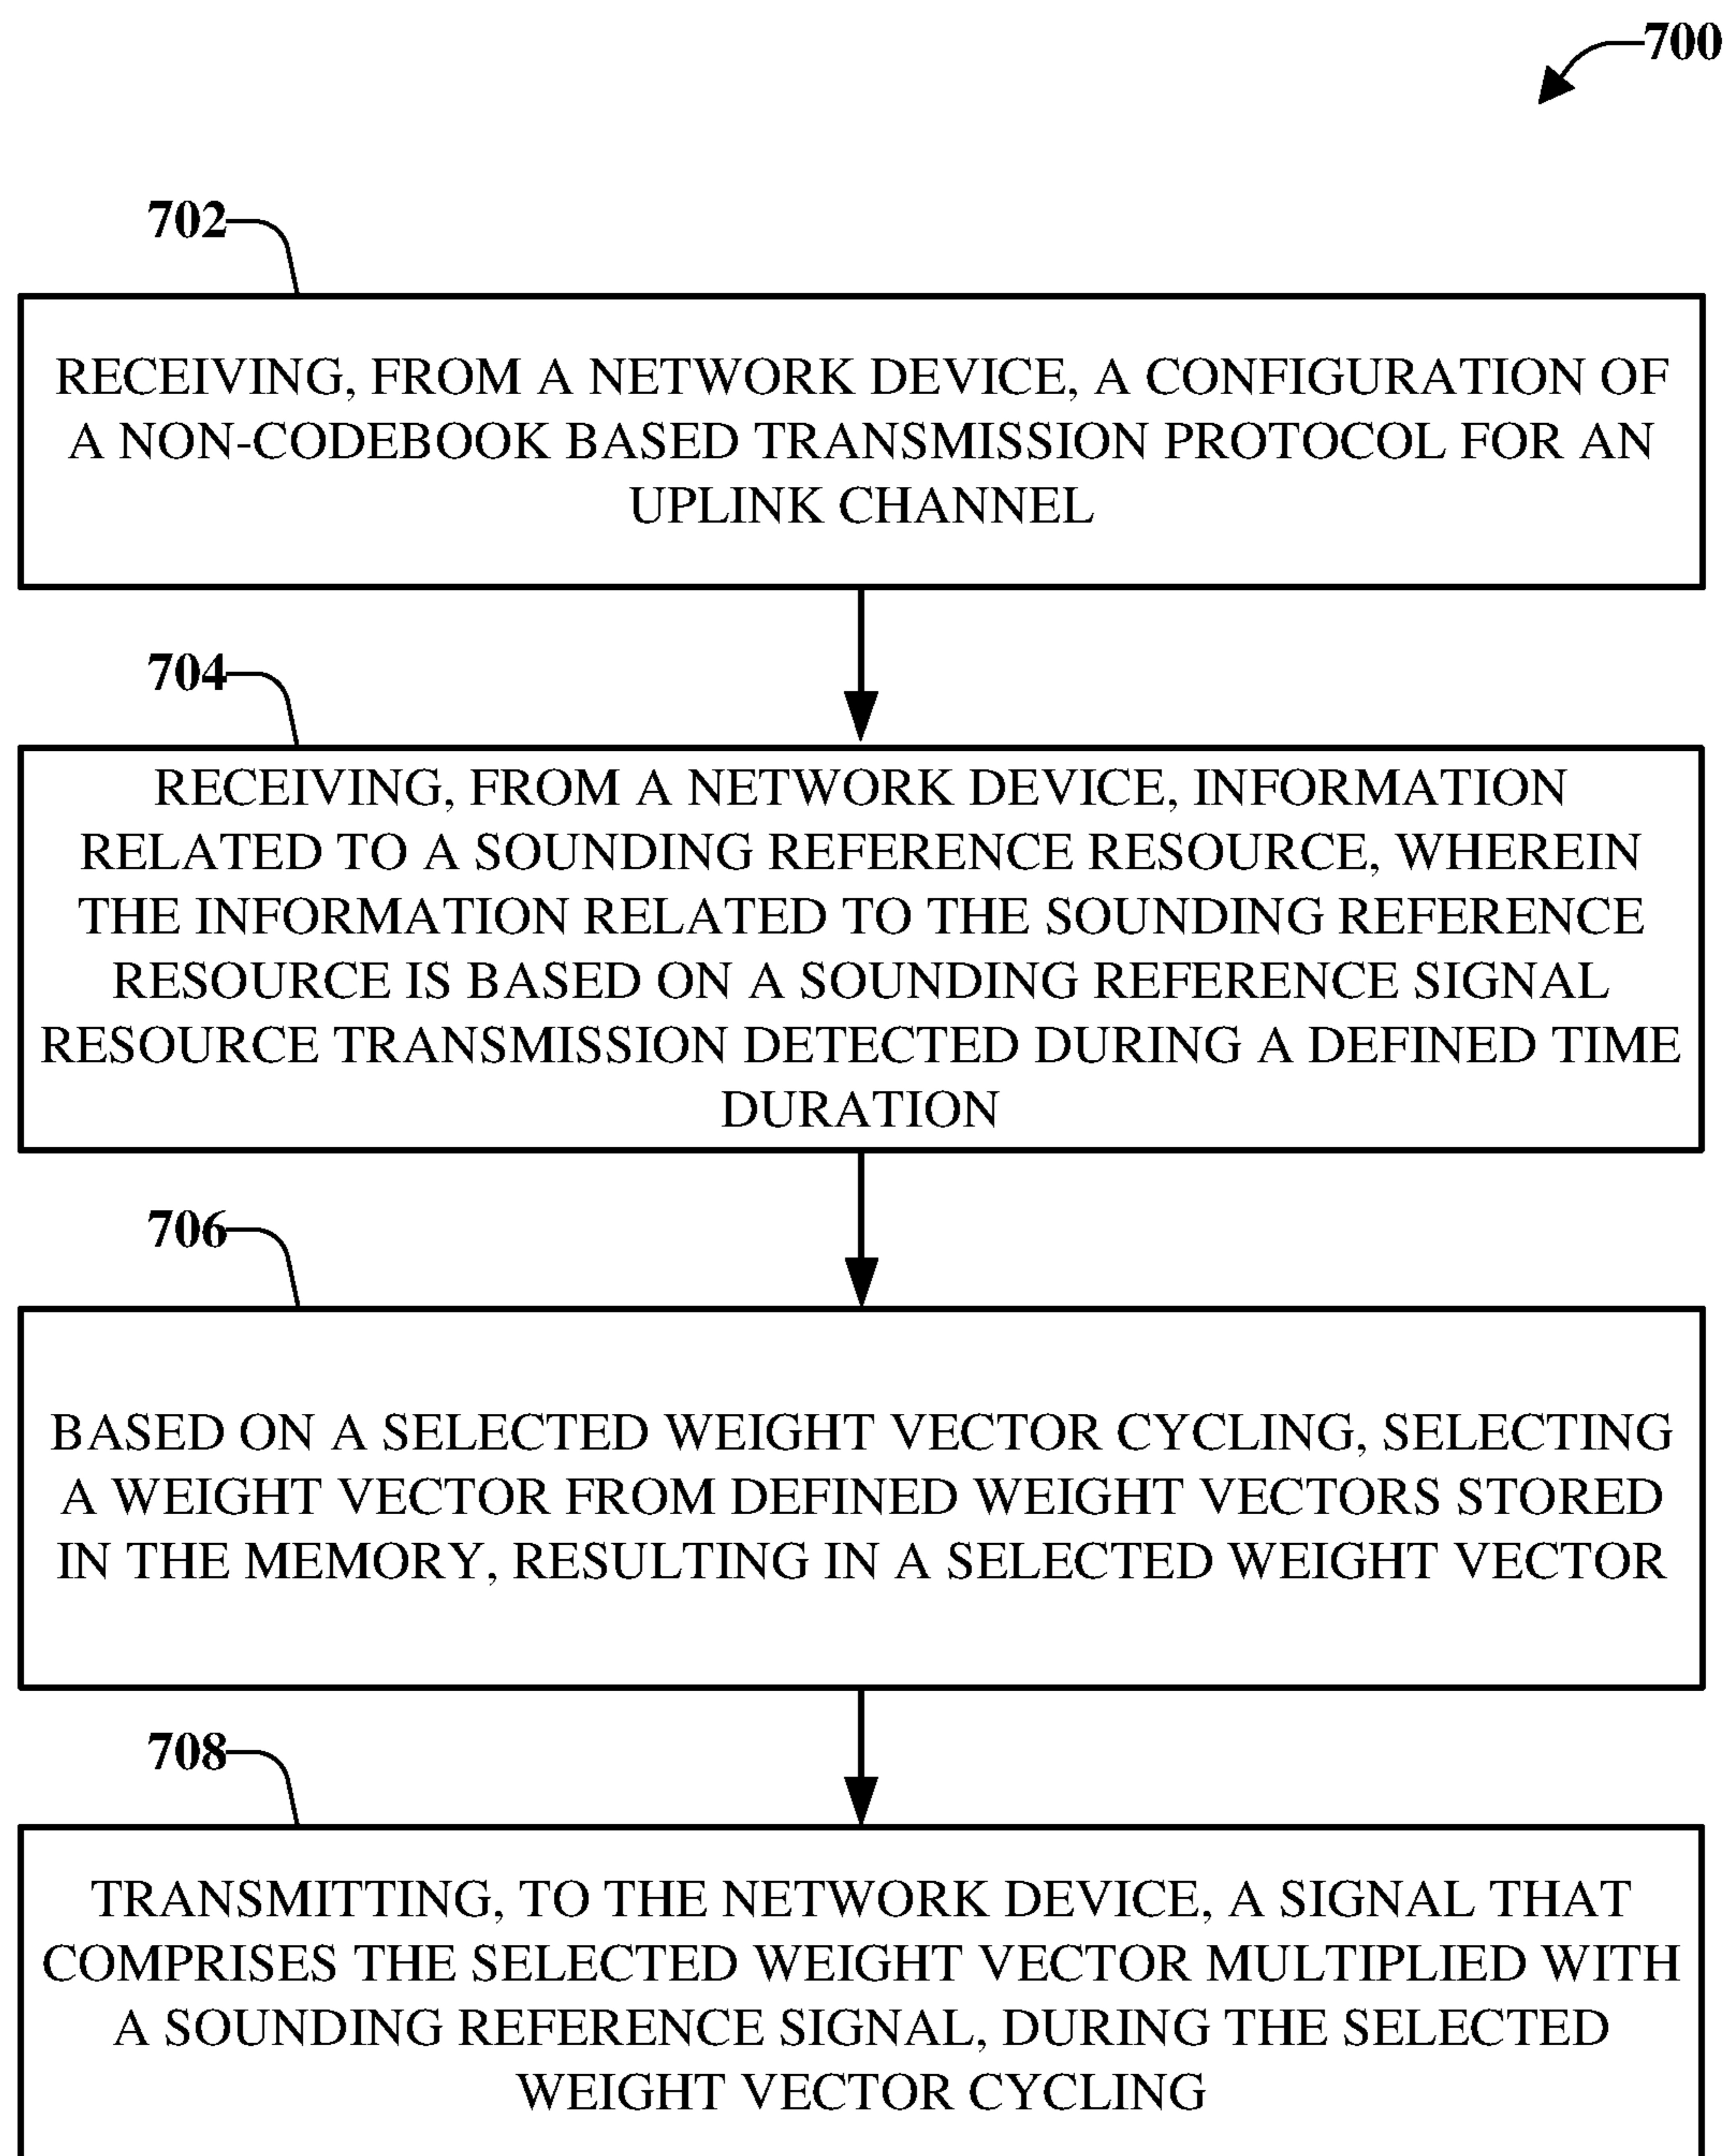 700
702
RECEIVING, FROM A NETWORK DEVICE, A CONFIGURATION OF
A NON-CODEBOOK BASED TRANSMISSION PROTOCOL FOR AN
UPLINK CHANNEL
704
RECEIVING, FROM A NETWORK DEVICE, INFORMATION
RELATED TO A SOUNDING REFERENCE RESOURCE, WHEREIN
THE INFORMATION RELATED TO THE SOUNDING REFERENCE
RESOURCE IS BASED ON A SOUNDING REFERENCE SIGNAL
RESOURCE TRANSMISSION DETECTED DURING A DEFINED TIME
DURATION
706
BASED ON A SELECTED WEIGHT VECTOR CYCLING, SELECTING
A WEIGHT VECTOR FROM DEFINED WEIGHT VECTORS STORED
IN THE MEMORY, RESULTING IN A SELECTED WEIGHT VECTOR
708
TRANSMITTING, TO THE NETWORK DEVICE, A SIGNAL THAT
COMPRISES THE SELECTED WEIGHT VECTOR MULTIPLIED WITH
A SOUNDING REFERENCE SIGNAL, DURING THE SELECTED
WEIGHT VECTOR CYCLING